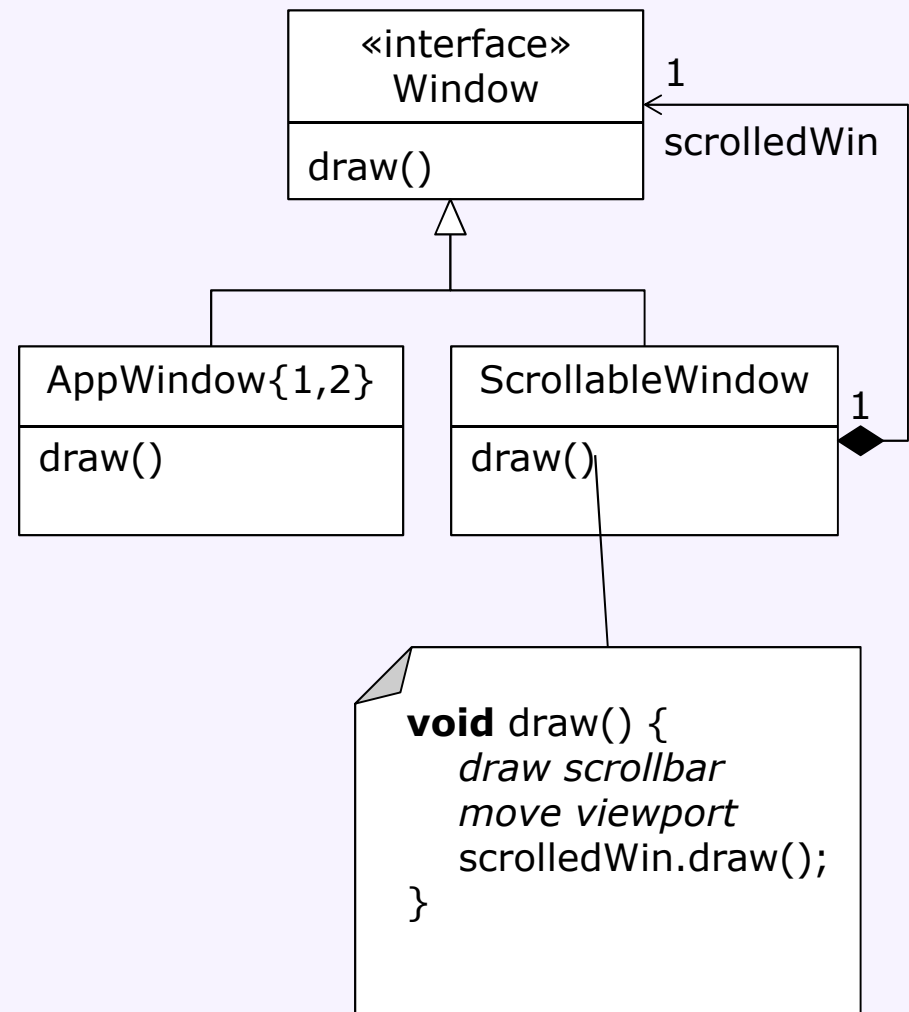 «interface»
Window
1
scrolledWin
draw()
AppWindow{1,2}
draw()
ScrollableWindow
1
draw()
void draw() {
draw scrollbar
move viewport
scrolledWin.draw();
}